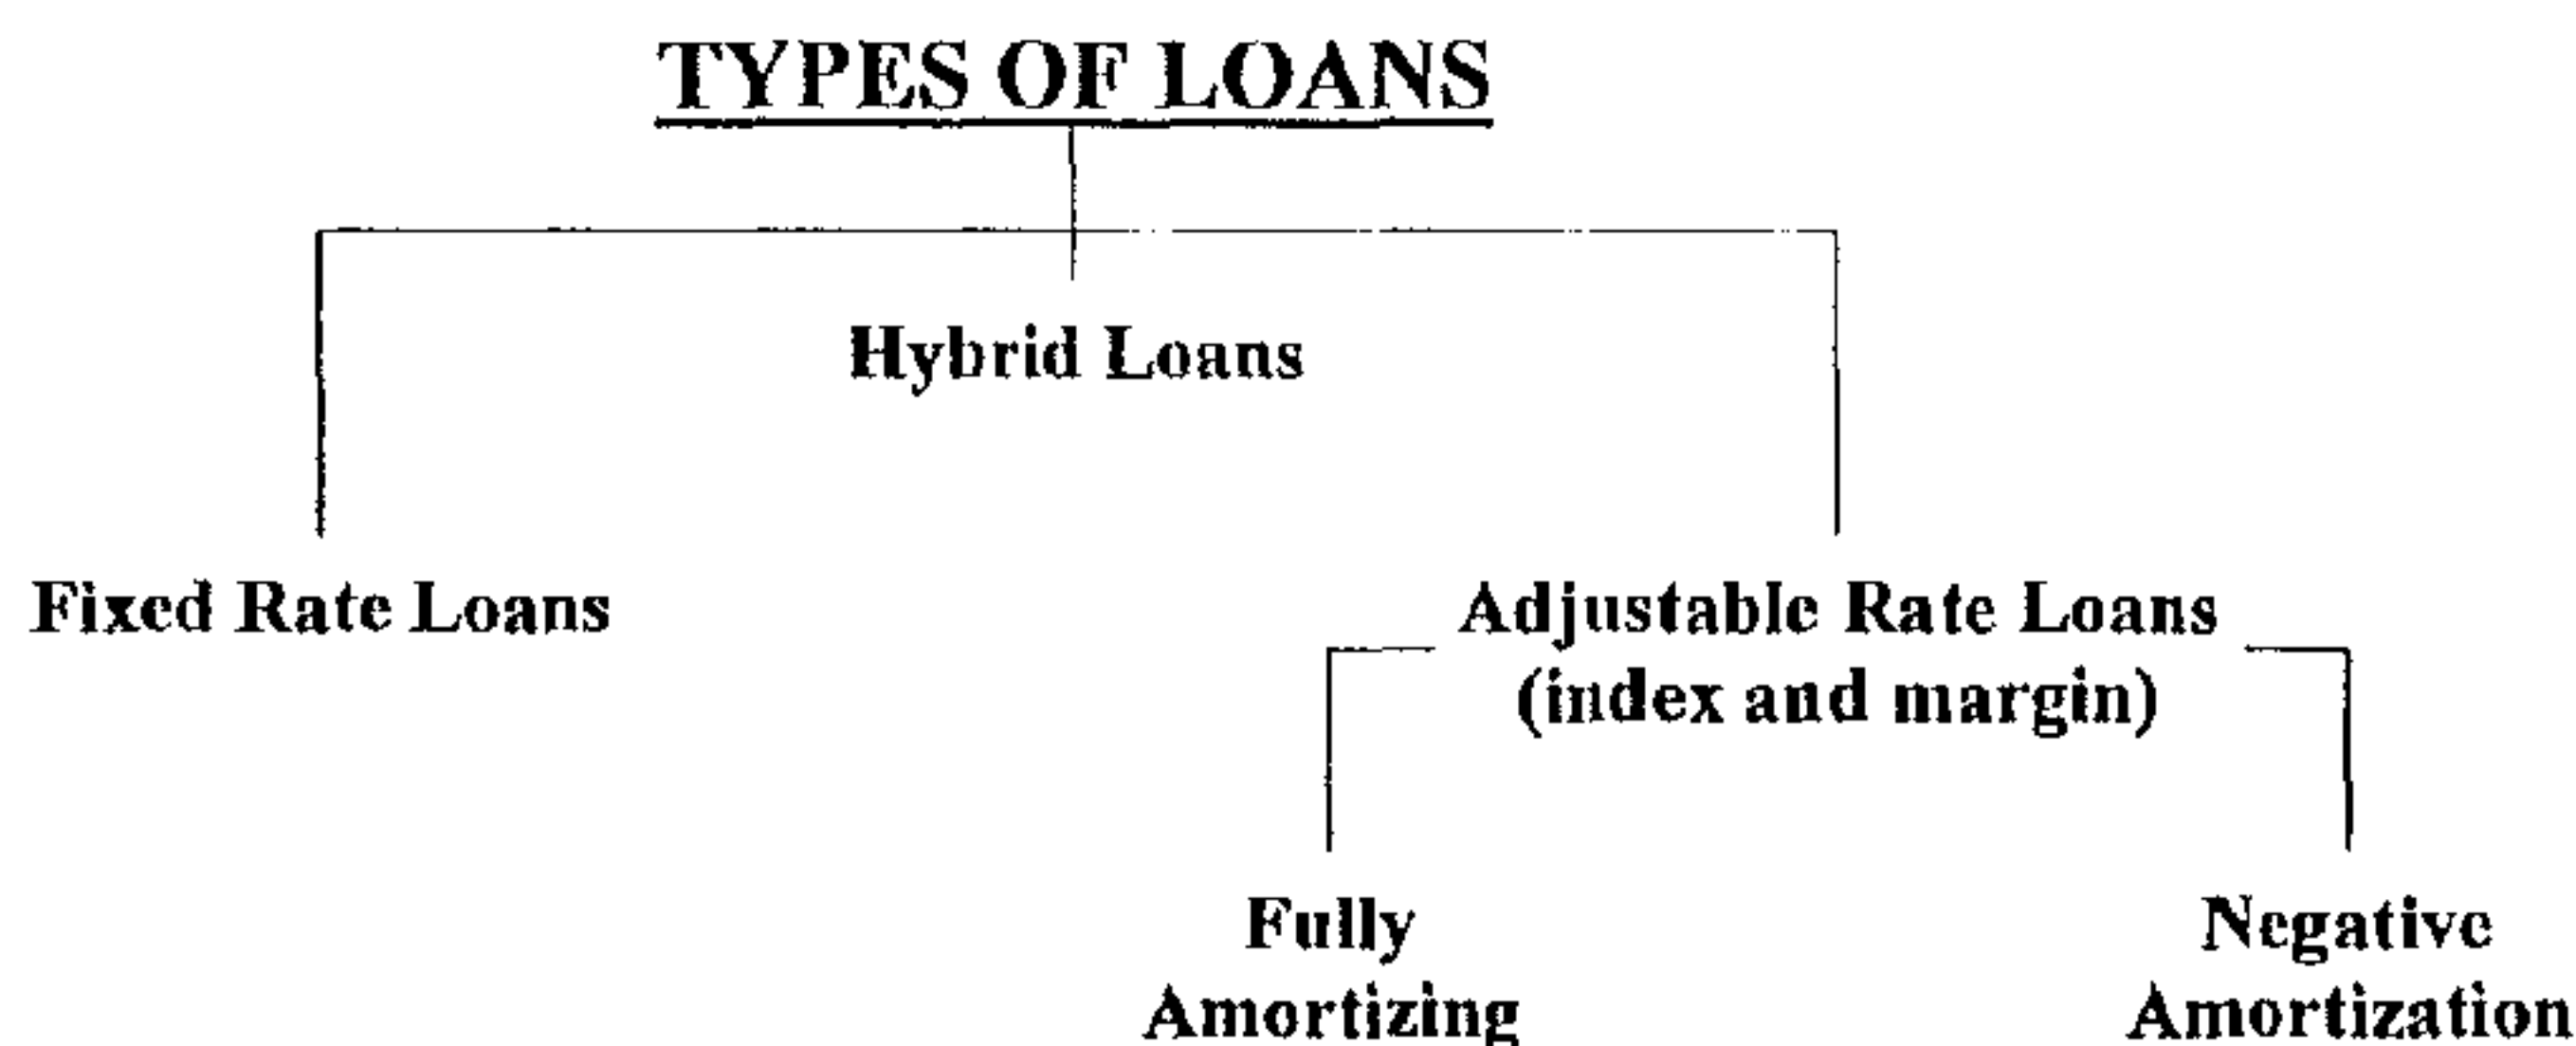 TYPES OF LOANS
Hybrid Loans
Fixed Rate Loans
Adjustable Rate Loans
(index and margin)
Fully
Amortizing
Negative
Amortization